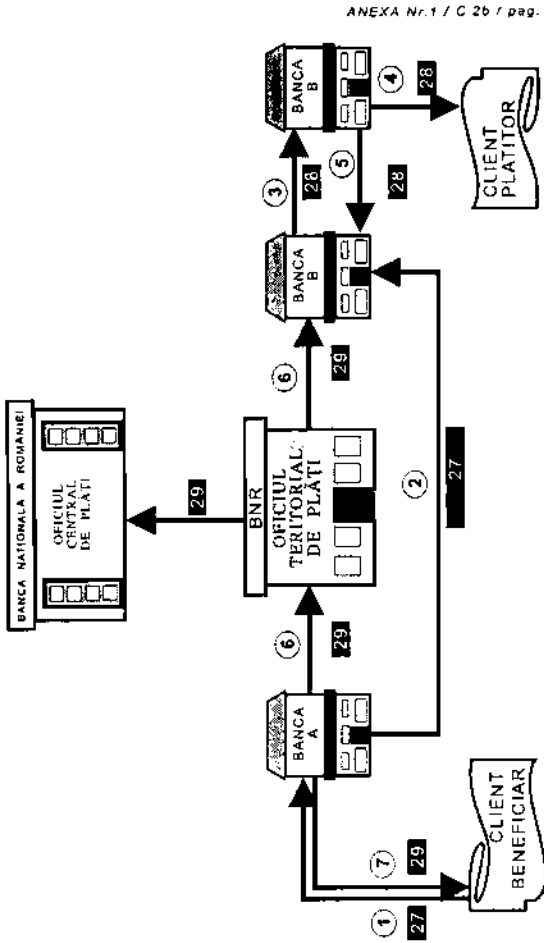 ANEXA Nr.1 / C 26 / pag.
BANCA NATIONALA A ROMÂNIEI
OFICIUL
CENTRAL
DE PLĂȚI
29
BNR
OFICIUL
TERITORIAL
DE PLĂȚI
BANCA
A
6
29
6
29
BANCA
B
3
28
BANCA
B
5
28
4
28
CLIENT
PLATITOR
2
27
1
27
7
29
CLIENT
BENEFICIAR